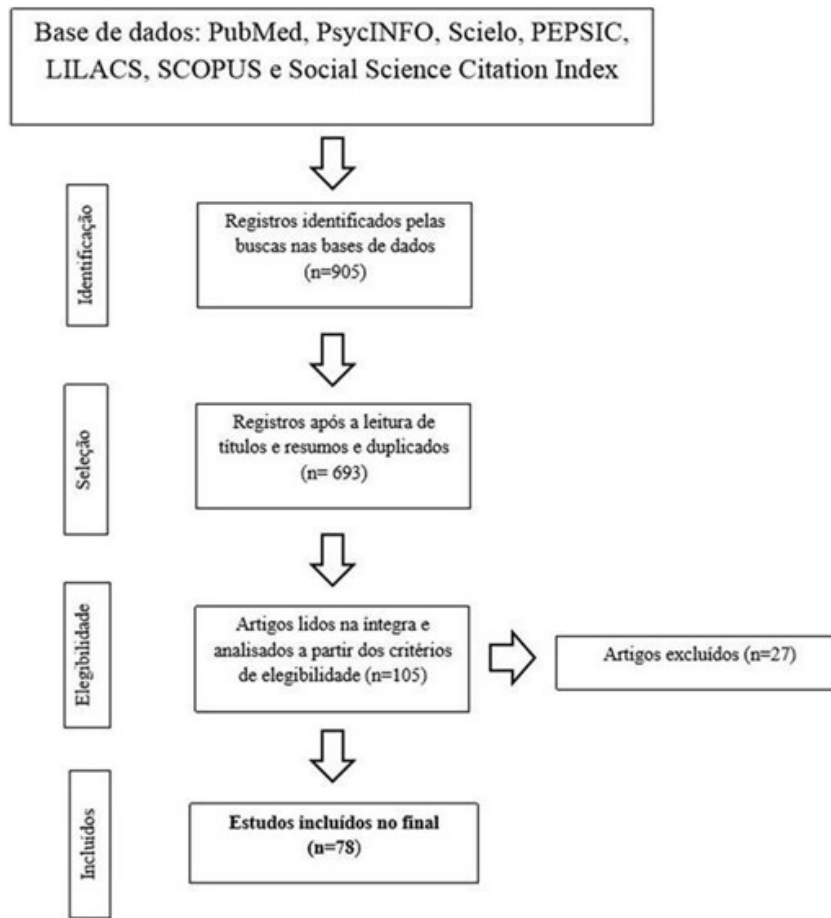 Base de dados: PubMed, PsycINFO, Scielo, PEPSIC,
LILACS, SCOPUS e Social Science Citation Index
Identificação
Registros identificados pelas
buscas nas bases de dados
(n=905)
Seleção
Registros após a leitura de
títulos e resumos e duplicados
(n= 693)
Elegibilidade
Artigos lidos na íntegra e
analisados a partir dos critérios
de elegibilidade (n=105)
Artigos excluídos (n=27)
Incluídos
Estudos incluídos no final
(n=78)